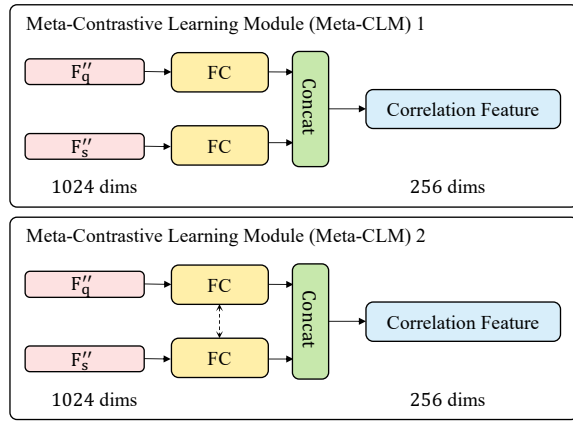 Meta-Contrastive Learning Module (Meta-CLM) 1
F″q
FC
Concat
Correlation Feature
F″s
FC
1024 dims
256 dims
Meta-Contrastive Learning Module (Meta-CLM) 2
F″q
FC
Concat
Correlation Feature
F″s
FC
1024 dims
256 dims